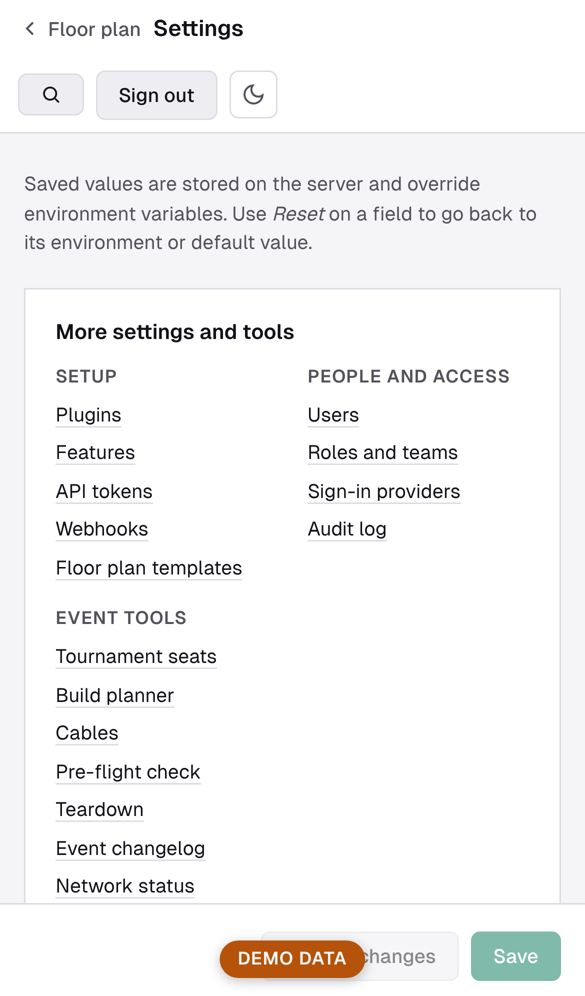 Floor plan Settings
Sign out
Saved values are stored on the server and override
environment variables. Use Reset on a field to go back to
its environment or default value.
More settings and tools
SETUP
Plugins
Features
API tokens
Webhooks
Floor plan templates
PEOPLE AND ACCESS
Users
Roles and teams
Sign-in providers
Audit log
EVENT TOOLS
Tournament seats
Build planner
Cables
Pre-flight check
Teardown
Event changelog
Network status
DEMO DATA
changes
Save